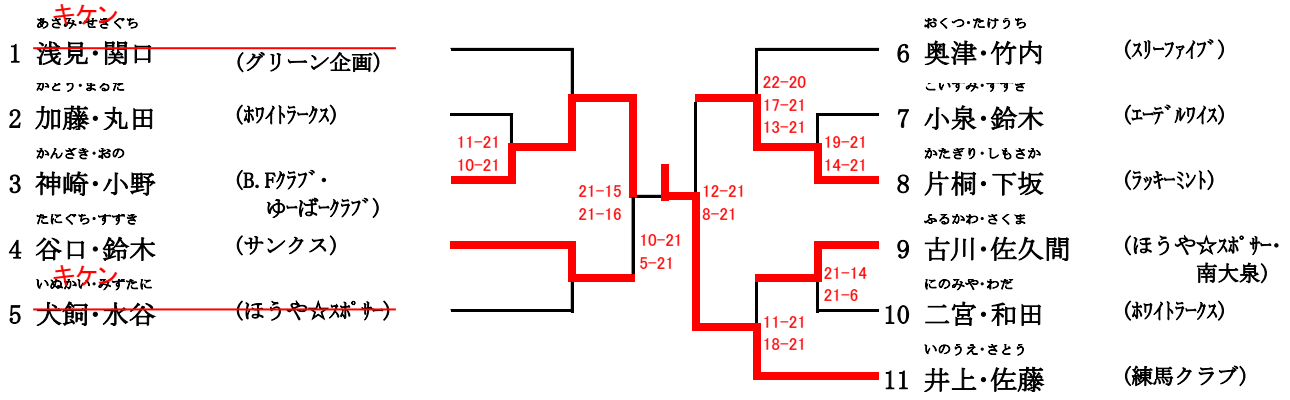 キケン
あさみ・せきぐち
1 浅見・関口 (グリーン企画)
かとう・まるた
2 加藤・丸田 (ﾎﾜｲﾄﾗｰｸｽ)
かんざき・おの
3 神崎・小野 (B.Fｸﾗﾌﾞ・
ゆーばーｸﾗﾌﾞ)
たにぐち・すずき
4 谷口・鈴木 (サンクス)
キケン
いぬかい・みずたに
5 犬飼・水谷 (ほうや☆ｽﾎﾟｻｰ)
11-21
10-21
21-15
21-16
10-21
5-21
12-21
8-21
22-20
17-21
13-21
19-21
14-21
21-14
21-6
11-21
18-21
おくつ・たけうち
6 奥津・竹内 (ｽﾘｰﾌｧｲﾌﾞ)
こいずみ・すずき
7 小泉・鈴木 (ｴｰﾃﾞﾙﾜｲｽ)
かたぎり・しもさか
8 片桐・下坂 (ﾗｯｷｰﾐﾝﾄ)
ふるかわ・さくま
9 古川・佐久間 (ほうや☆ｽﾎﾟｻｰ・
南大泉)
にのみや・わだ
10 二宮・和田 (ﾎﾜｲﾄﾗｰｸｽ)
いのうえ・さとう
11 井上・佐藤 (練馬クラブ)